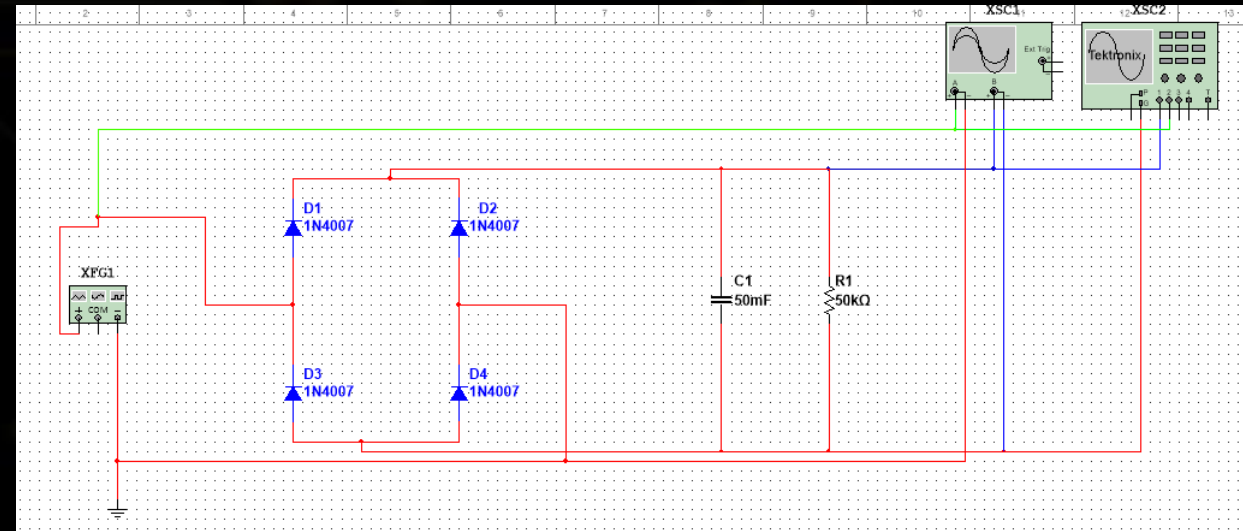 2 3 4 5 6 7 8 9 10 11 12 13
XSC1
XSC2
Ext Trig
Tektronix
A B
+ - + -
P
G
1 2 3 4 T
D1
1N4007
D2
1N4007
XFG1
COM
+ -
C1
50mF
R1
50kΩ
D3
1N4007
D4
1N4007